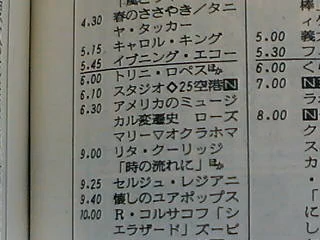 4.30 春のささやき／タニ
ヤ・タッカー
5.15 キャロル・キング
5.45 イブニング・エコー
6.00 トリニ・ロペスほか
6.10 スタジオ◇25空港N
6.30 アメリカのミュージ
カル変遷史 ローズ
マリー▽オクラホマ
9.00 リタ・クーリッジ
「時の流れに」ほか
9.25 セルジュ・レジアニ
9.40 懐しのユアポップス
10.00 R・コルサコフ「シ
エラザード」ズービ
5.00
5.30
6.00
7.00 N
8.00 N